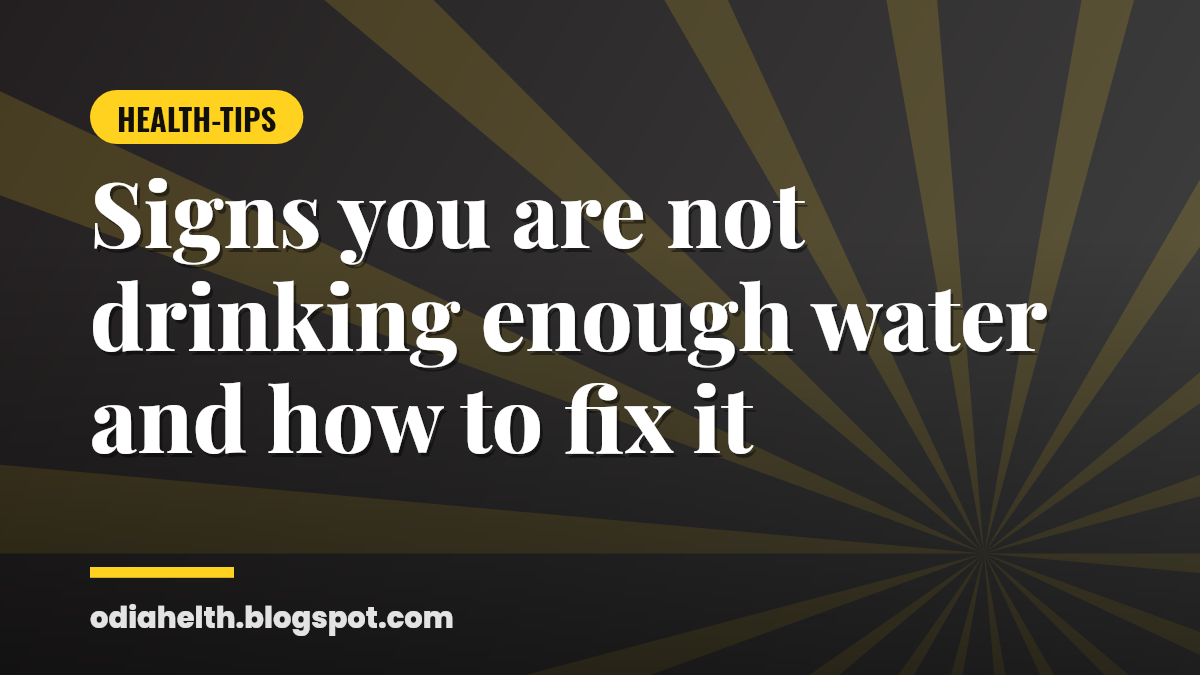 HEALTH-TIPS
Signs you are not
drinking enough water
and how to fix it
odiahelth.blogspot.com